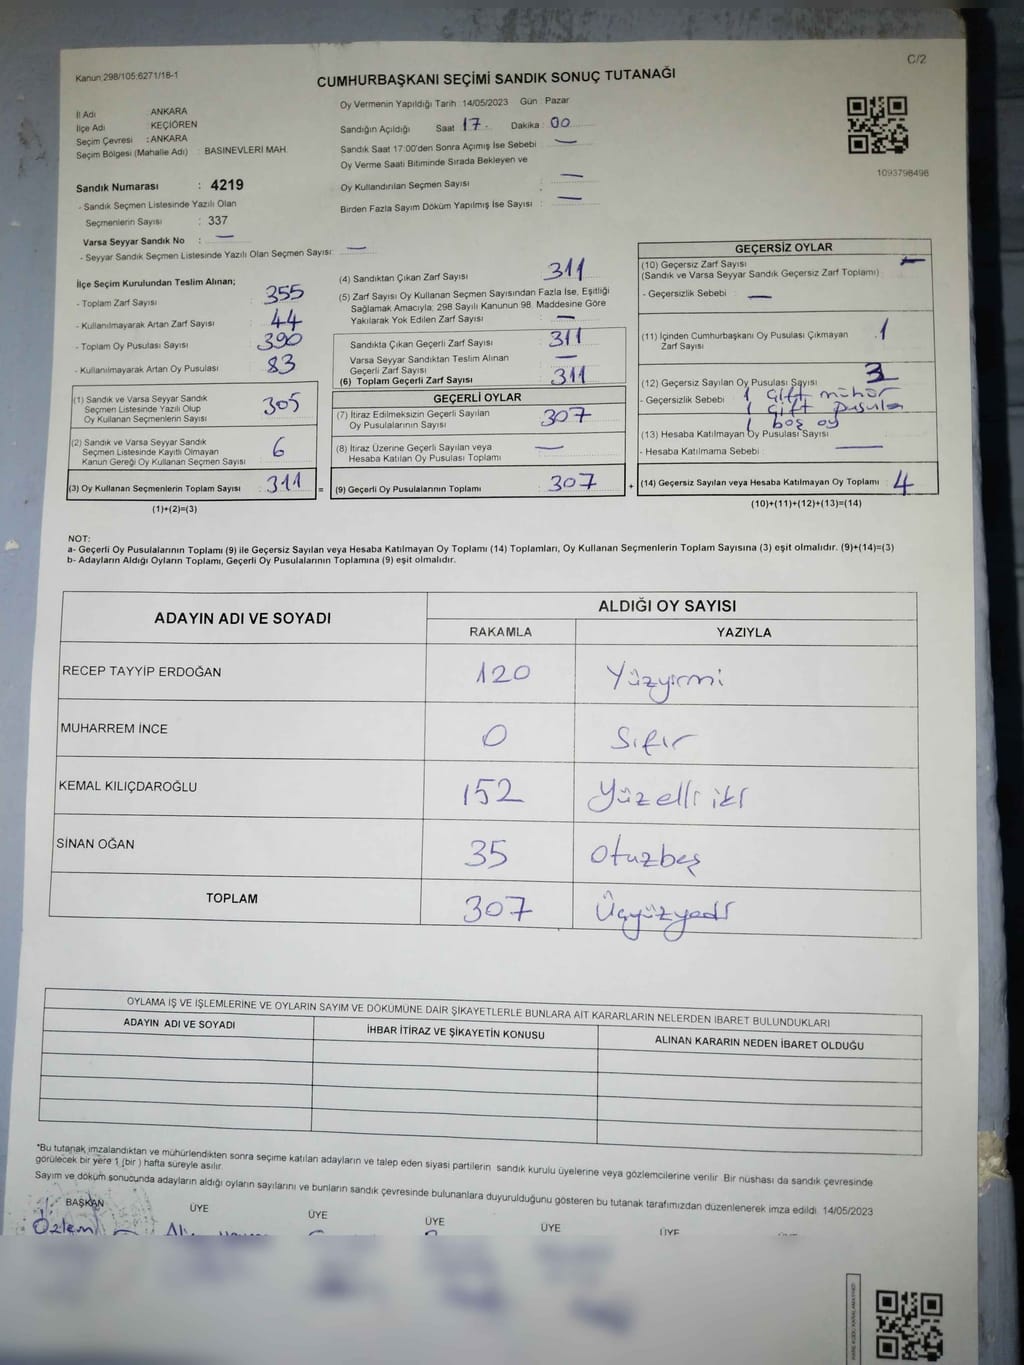 Kanun:298/105:6271/18-1
C/2
CUMHURBAŞKANI SEÇİMİ SANDIK SONUÇ TUTANAĞI
İl Adı : ANKARA
İlçe Adı : KEÇİÖREN
Seçim Çevresi : ANKARA
Seçim Bölgesi (Mahalle Adı) : BASINEVLERİ MAH.
Sandık Numarası : 4219
- Sandık Seçmen Listesinde Yazılı Olan
Seçmenlerin Sayısı : 337
Varsa Seyyar Sandık No : —
- Seyyar Sandık Seçmen Listesinde Yazılı Olan Seçmen Sayısı: —
Oy Vermenin Yapıldığı Tarih : 14/05/2023 Gün : Pazar
Sandığın Açıldığı Saat : 17. Dakika : 00
Sandık Saat 17:00'den Sonra Açımış İse Sebebi : —
Oy Verme Saati Bitiminde Sırada Bekleyen ve
Oy Kullandırılan Seçmen Sayısı : —
Birden Fazla Sayım Döküm Yapılmış İse Sayısı : —
1093798498
İlçe Seçim Kurulundan Teslim Alınan;
- Toplam Zarf Sayısı : 355
- Kullanılmayarak Artan Zarf Sayısı : 44
- Toplam Oy Pusulası Sayısı : 390
- Kullanılmayarak Artan Oy Pusulası : 83
(1) Sandık ve Varsa Seyyar Sandık
Seçmen Listesinde Yazılı Olup
Oy Kullanan Seçmenlerin Sayısı : 305
(2) Sandık ve Varsa Seyyar Sandık
Seçmen Listesinde Kayıtlı Olmayan
Kanun Gereği Oy Kullanan Seçmen Sayısı : 6
(3) Oy Kullanan Seçmenlerin Toplam Sayısı : 311 =
(1)+(2)=(3)
(4) Sandıktan Çıkan Zarf Sayısı : 311
(5) Zarf Sayısı Oy Kullanan Seçmen Sayısından Fazla İse, Eşitliği
Sağlamak Amacıyla; 298 Sayılı Kanunun 98. Maddesine Göre
Yakılarak Yok Edilen Zarf Sayısı : —
Sandıkta Çıkan Geçerli Zarf Sayısı : 311
Varsa Seyyar Sandıktan Teslim Alınan
Geçerli Zarf Sayısı : —
(6) Toplam Geçerli Zarf Sayısı : 311
GEÇERLİ OYLAR
(7) İtiraz Edilmeksizin Geçerli Sayılan
Oy Pusulalarının Sayısı : 307
(8) İtiraz Üzerine Geçerli Sayılan veya
Hesaba Katılan Oy Pusulası Toplamı : —
(9) Geçerli Oy Pusulalarının Toplamı : 307 +
GEÇERSİZ OYLAR
(10) Geçersiz Zarf Sayısı : —
(Sandık ve Varsa Seyyar Sandık Geçersiz Zarf Toplamı)
- Geçersizlik Sebebi : —
(11) İçinden Cumhurbaşkanı Oy Pusulası Çıkmayan : 1
Zarf Sayısı
(12) Geçersiz Sayılan Oy Pusulası Sayısı : 3
- Geçersizlik Sebebi : 1 çift mühür
1 çift pusula
1 boş oy
(13) Hesaba Katılmayan Oy Pusulası Sayısı
- Hesaba Katılmama Sebebi : —
(14) Geçersiz Sayılan veya Hesaba Katılmayan Oy Toplamı : 4
(10)+(11)+(12)+(13)=(14)
NOT:
a- Geçerli Oy Pusulalarının Toplamı (9) ile Geçersiz Sayılan veya Hesaba Katılmayan Oy Toplamı (14) Toplamları, Oy Kullanan Seçmenlerin Toplam Sayısına (3) eşit olmalıdır. (9)+(14)=(3)
b- Adayların Aldığı Oyların Toplamı, Geçerli Oy Pusulalarının Toplamına (9) eşit olmalıdır.
ADAYIN ADI VE SOYADI ALDIĞI OY SAYISI
RAKAMLA YAZIYLA
RECEP TAYYİP ERDOĞAN 120 Yüzyirmi
MUHARREM İNCE 0 Sıfır
KEMAL KILIÇDAROĞLU 152 Yüzelli iki
SİNAN OĞAN 35 Otuzbeş
TOPLAM 307 Üçyüzyedi
OYLAMA İŞ VE İŞLEMLERİNE VE OYLARIN SAYIM VE DÖKÜMÜNE DAİR ŞİKAYETLERLE BUNLARA AİT KARARLARIN NELERDEN İBARET BULUNDUKLARI
ADAYIN ADI VE SOYADI İHBAR İTİRAZ VE ŞİKAYETİN KONUSU ALINAN KARARIN NEDEN İBARET OLDUĞU
*Bu tutanak imzalandıktan ve mühürlendikten sonra seçime katılan adayların ve talep eden siyasi partilerin sandık kurulu üyelerine veya gözlemcilerine verilir. Bir nüshası da sandık çevresinde
görülecek bir yere 1 (bir) hafta süreyle asılır.
Sayım ve döküm sonucunda adayların aldığı oyların sayılarını ve bunların sandık çevresinde bulunanlara duyurulduğunu gösteren bu tutanak tarafımızdan düzenlenerek imza edildi. 14/05/2023
BAŞKAN ÜYE ÜYE ÜYE ÜYE ÜYE
Özlem